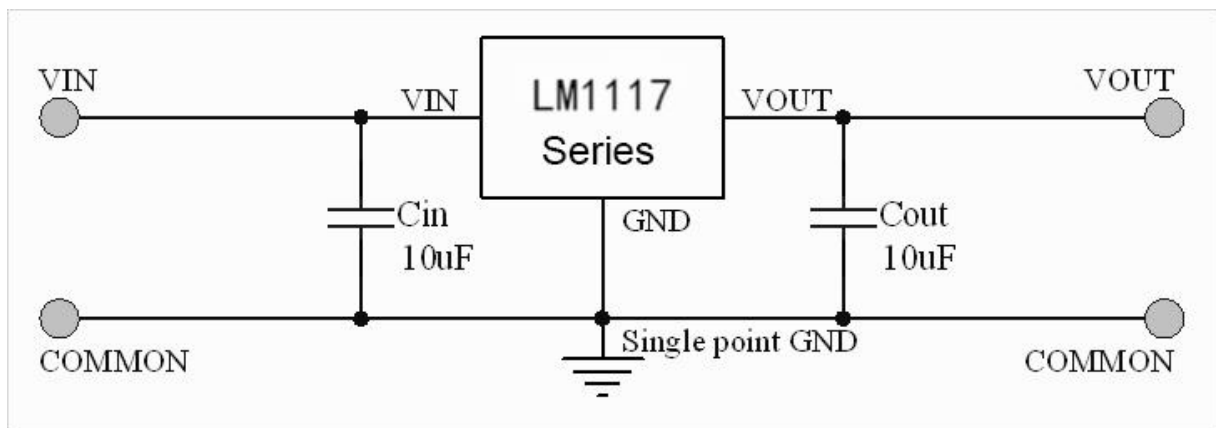 VIN
VIN
LM1117
Series
VOUT
VOUT
GND
Cin
10uF
Cout
10uF
COMMON
Single point GND
COMMON